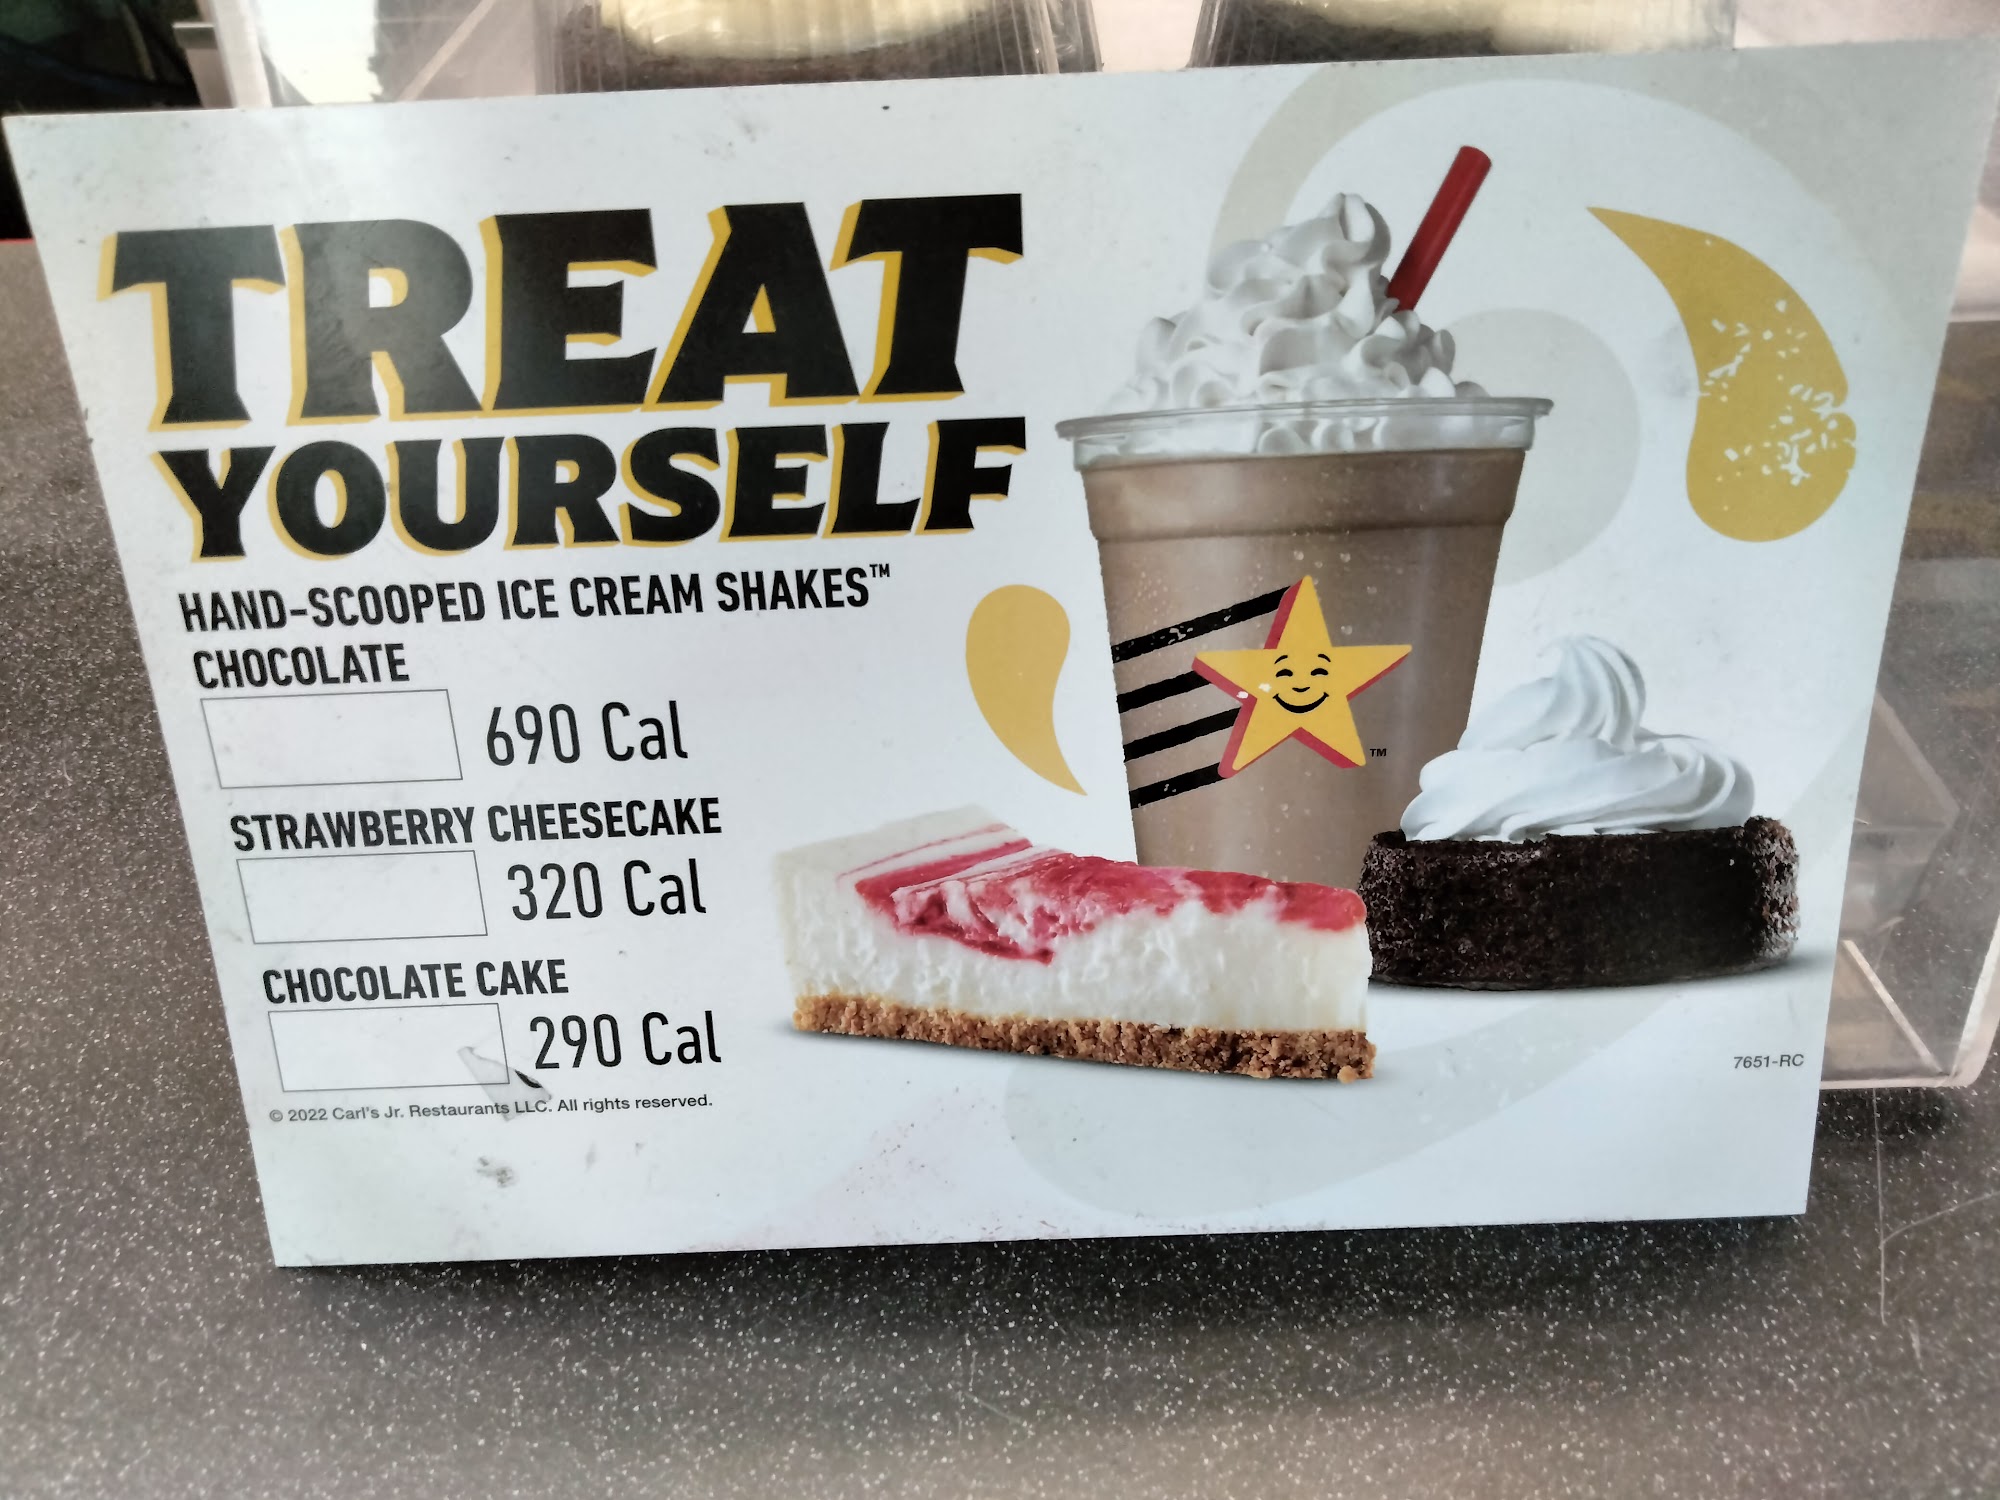 TREAT
YOURSELF
HAND-SCOOPED ICE CREAM SHAKES™
CHOCOLATE
690 Cal
STRAWBERRY CHEESECAKE
320 Cal
CHOCOLATE CAKE
290 Cal
© 2022 Carl's Jr. Restaurants LLC. All rights reserved.
TM
7651-RC